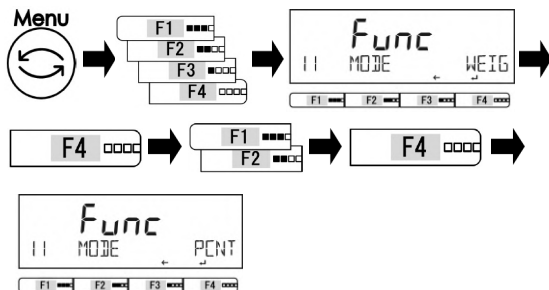 Menu
F1
F2
F3
F4
Func
11 MODE WEIG
← ↵
F1 F2 F3 F4
F4
F1
F2
F4
Func
11 MODE PCNT
← ↵
F1 F2 F3 F4